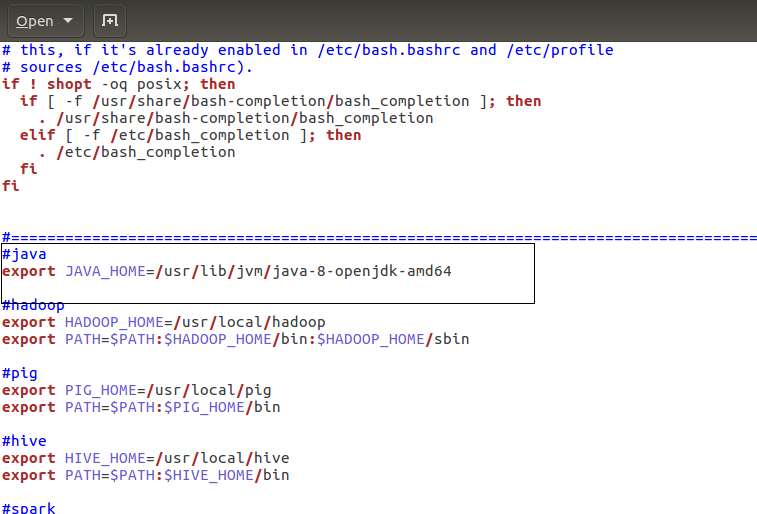 Open
# this, if it's already enabled in /etc/bash.bashrc and /etc/profile
# sources /etc/bash.bashrc).
if ! shopt -oq posix; then
  if [ -f /usr/share/bash-completion/bash_completion ]; then
    . /usr/share/bash-completion/bash_completion
  elif [ -f /etc/bash_completion ]; then
    . /etc/bash_completion
  fi
fi
#===================================================================================
#java
export JAVA_HOME=/usr/lib/jvm/java-8-openjdk-amd64
#hadoop
export HADOOP_HOME=/usr/local/hadoop
export PATH=$PATH:$HADOOP_HOME/bin:$HADOOP_HOME/sbin
#pig
export PIG_HOME=/usr/local/pig
export PATH=$PATH:$PIG_HOME/bin
#hive
export HIVE_HOME=/usr/local/hive
export PATH=$PATH:$HIVE_HOME/bin
#spark